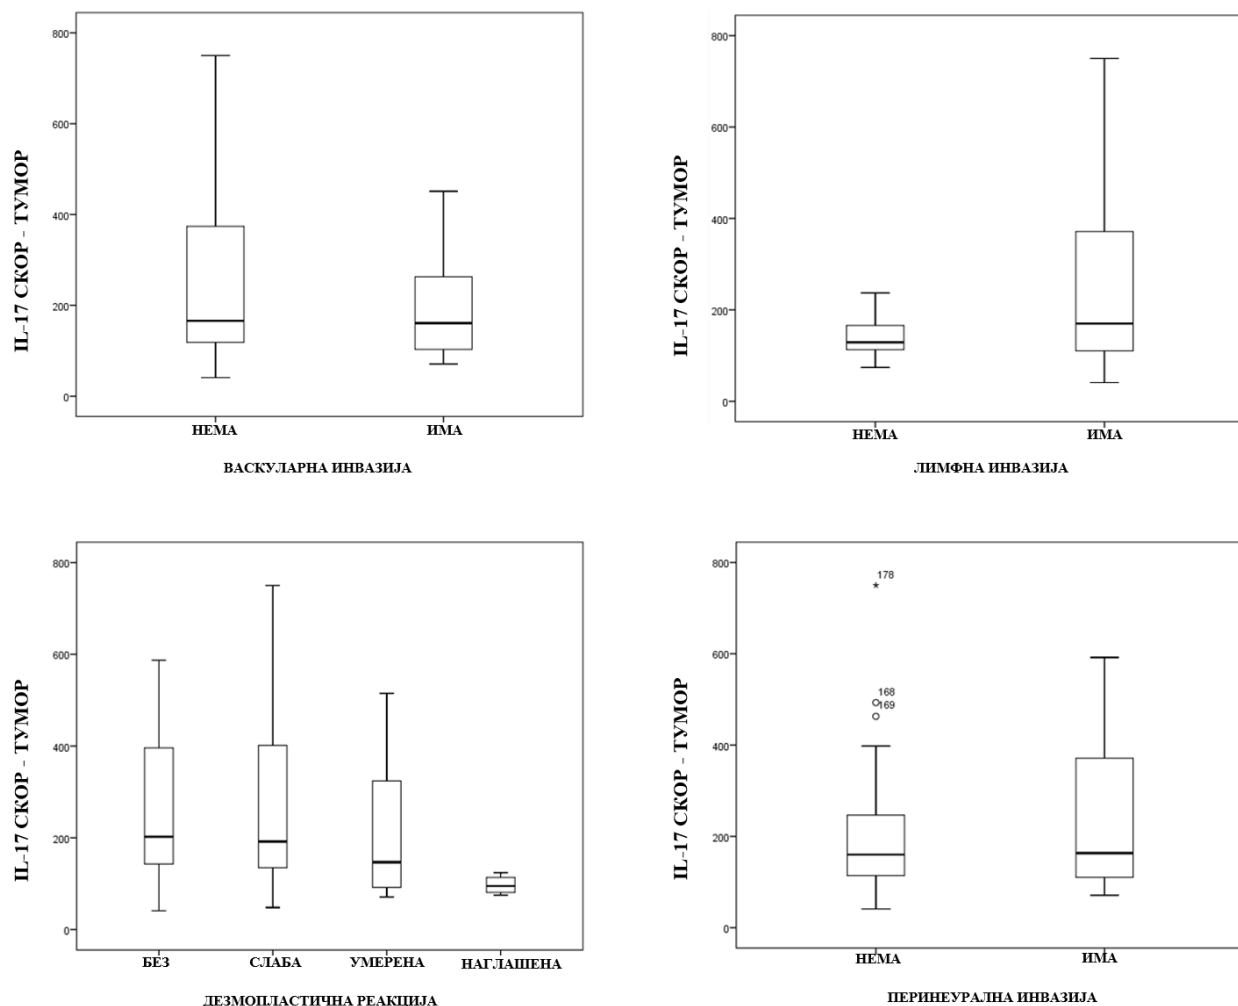 IL-17 СКОР - ТУМОР
800
600
400
200
0
НЕМА ИМА
ВАСКУЛАРНА ИНВАЗИЈА
IL-17 СКОР - ТУМОР
800
600
400
200
0
НЕМА ИМА
ЛИМФНА ИНВАЗИЈА
IL-17 СКОР - ТУМОР
800
600
400
200
0
БЕЗ СЛАБА УМЕРЕНА НАГЛАШЕНА
ДЕЗМОПЛАСТИЧНА РЕАКЦИЈА
IL-17 СКОР - ТУМОР
800
600
400
200
0
178
168
169
НЕМА ИМА
ПЕРИНЕУРАЛНА ИНВАЗИЈА